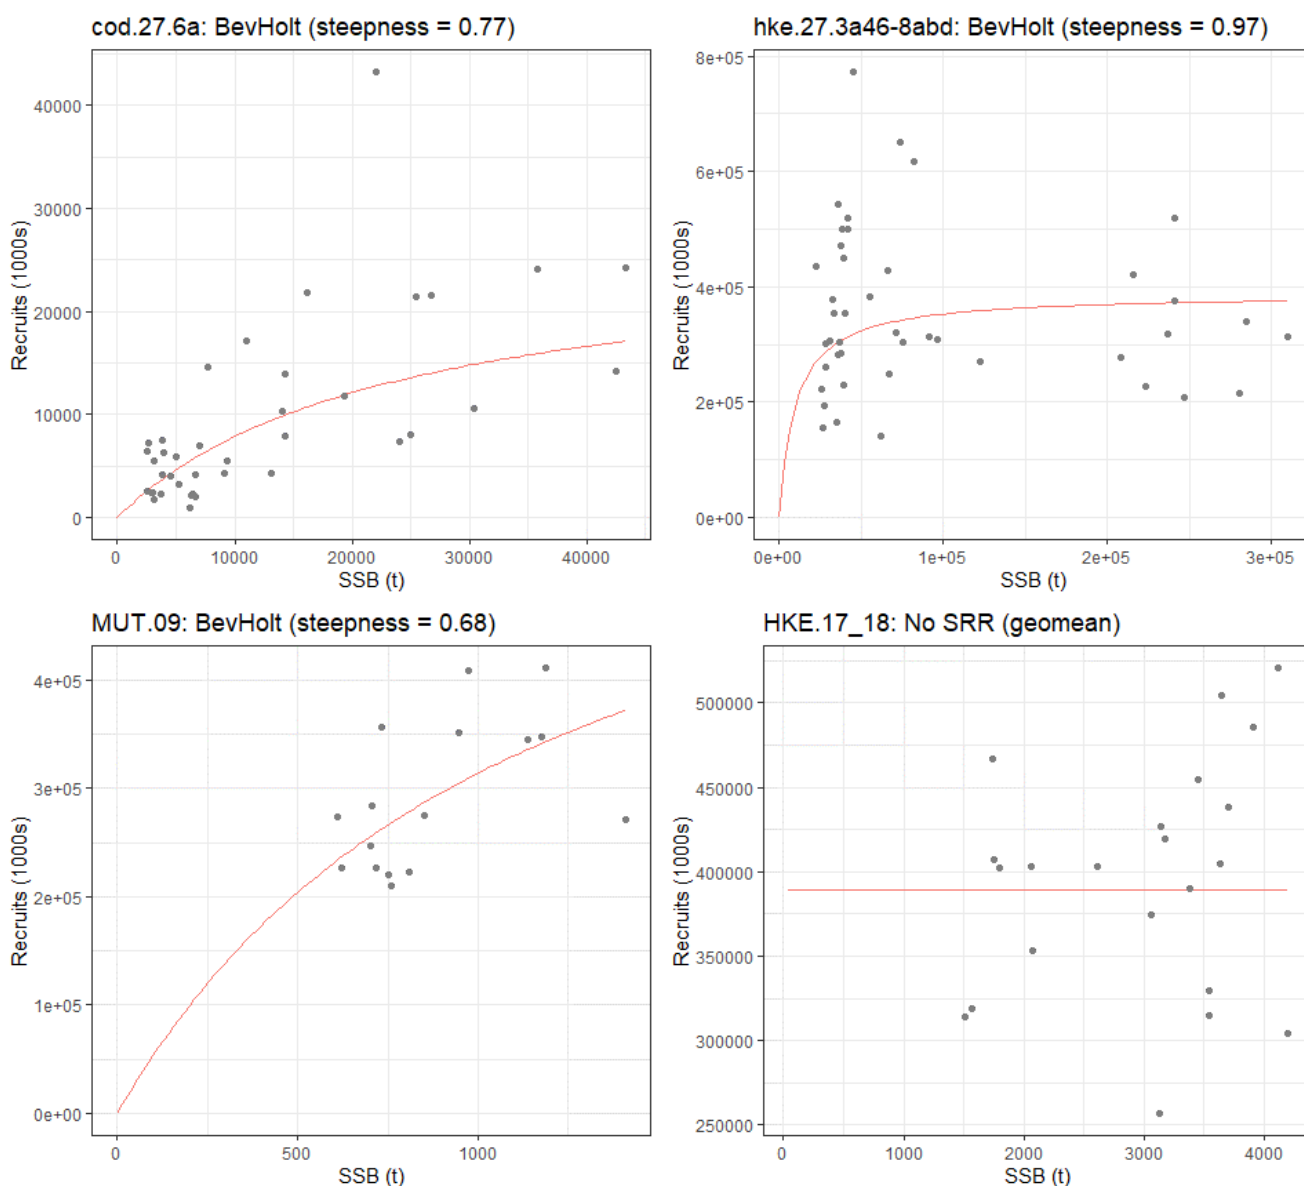 cod.27.6a: BevHolt (steepness = 0.77)
40000
30000
20000
10000
0
Recruits (1000s)
0 10000 20000 30000 40000
SSB (t)
hke.27.3a46-8abd: BevHolt (steepness = 0.97)
8e+05
6e+05
4e+05
2e+05
0e+00
Recruits (1000s)
0e+00 1e+05 2e+05 3e+05
SSB (t)
MUT.09: BevHolt (steepness = 0.68)
4e+05
3e+05
2e+05
1e+05
0e+00
Recruits (1000s)
0 500 1000
SSB (t)
HKE.17_18: No SRR (geomean)
500000
450000
400000
350000
300000
250000
Recruits (1000s)
0 1000 2000 3000 4000
SSB (t)